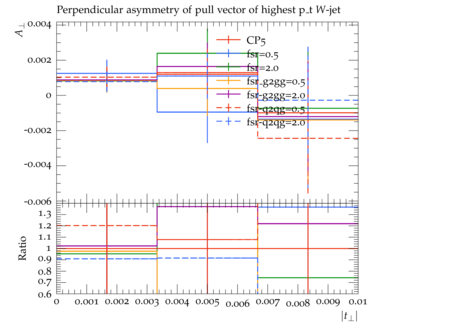 Perpendicular asymmetry of pull vector of highest p_t W-jet
A⊥
0.004
0.002
0
−0.002
−0.004
−0.006
CP5
fsr=0.5
fsr=2.0
fsr-g2gg=0.5
fsr-g2gg=2.0
fsr-q2qg=0.5
fsr-q2qg=2.0
Ratio
1.3
1.2
1.1
1
0.9
0.8
0.7
0.6
0 0.001 0.002 0.003 0.004 0.005 0.006 0.007 0.008 0.009 0.01
|t⊥|